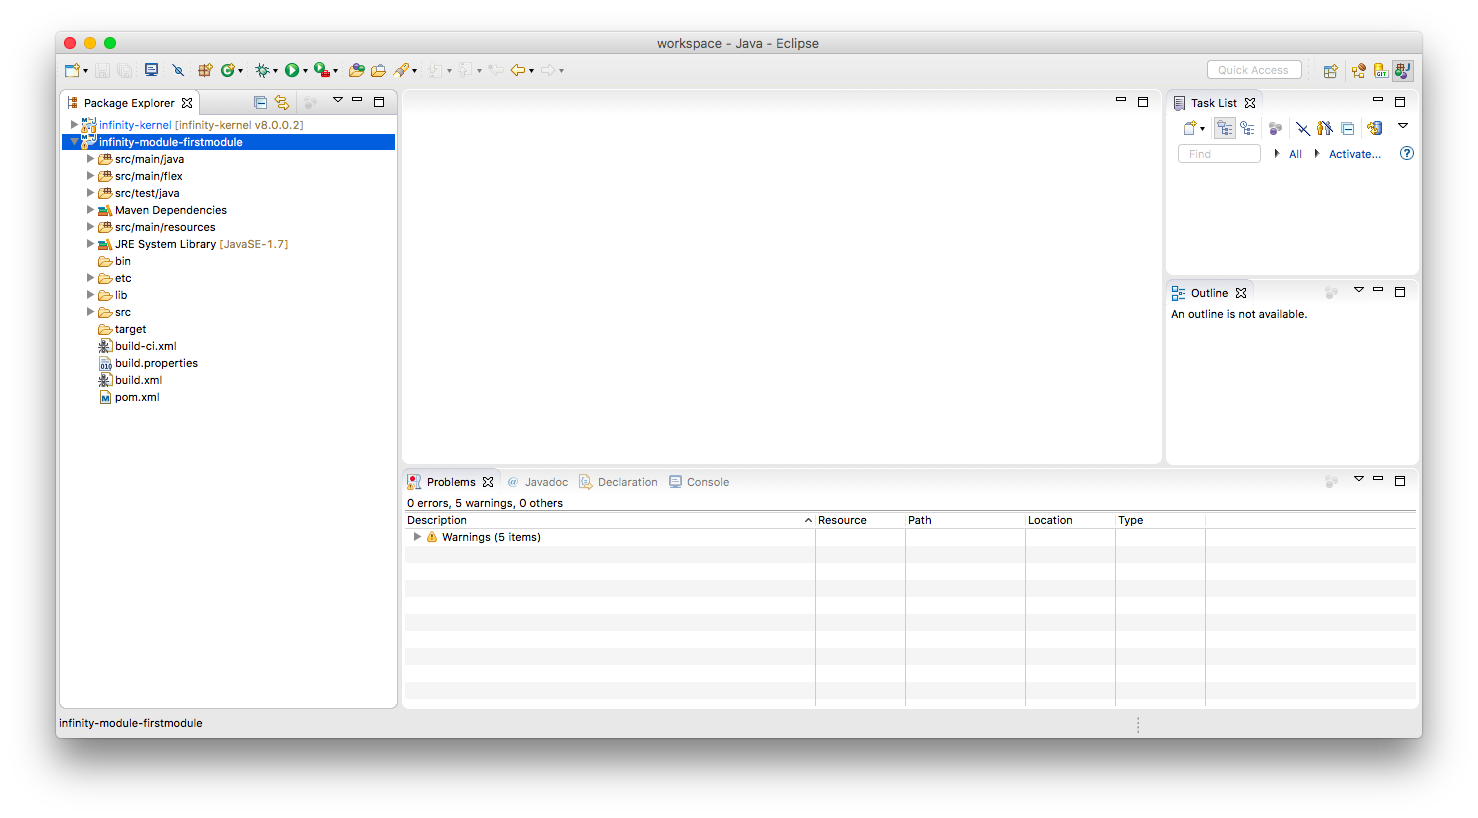 workspace - Java - Eclipse
Quick Access
Package Explorer
infinity-kernel [infinity-kernel v8.0.0.2]
infinity-module-firstmodule
src/main/java
src/main/flex
src/test/java
Maven Dependencies
src/main/resources
JRE System Library [JavaSE-1.7]
bin
etc
lib
src
target
build-ci.xml
build.properties
build.xml
pom.xml
Task List
Find
All
Activate...
Outline
An outline is not available.
Problems
@ Javadoc
Declaration
Console
0 errors, 5 warnings, 0 others
Description
Resource
Path
Location
Type
Warnings (5 items)
infinity-module-firstmodule